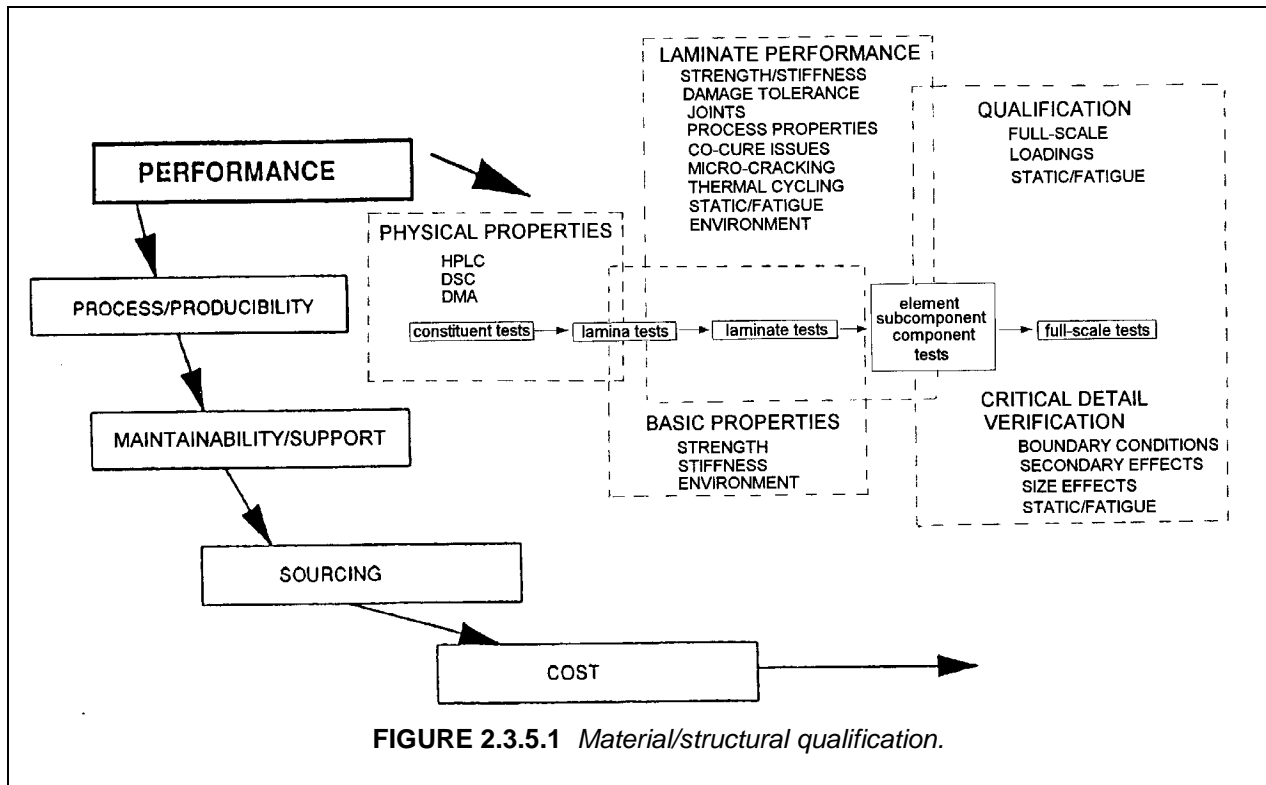 PERFORMANCE
PROCESS/PRODUCIBILITY
MAINTAINABILITY/SUPPORT
SOURCING
COST
PHYSICAL PROPERTIES
HPLC
DSC
DMA
constituent tests
lamina tests
laminate tests
element
subcomponent
component
tests
full-scale tests
LAMINATE PERFORMANCE
STRENGTH/STIFFNESS
DAMAGE TOLERANCE
JOINTS
PROCESS PROPERTIES
CO-CURE ISSUES
MICRO-CRACKING
THERMAL CYCLING
STATIC/FATIGUE
ENVIRONMENT
BASIC PROPERTIES
STRENGTH
STIFFNESS
ENVIRONMENT
QUALIFICATION
FULL-SCALE
LOADINGS
STATIC/FATIGUE
CRITICAL DETAIL
VERIFICATION
BOUNDARY CONDITIONS
SECONDARY EFFECTS
SIZE EFFECTS
STATIC/FATIGUE
FIGURE 2.3.5.1 Material/structural qualification.